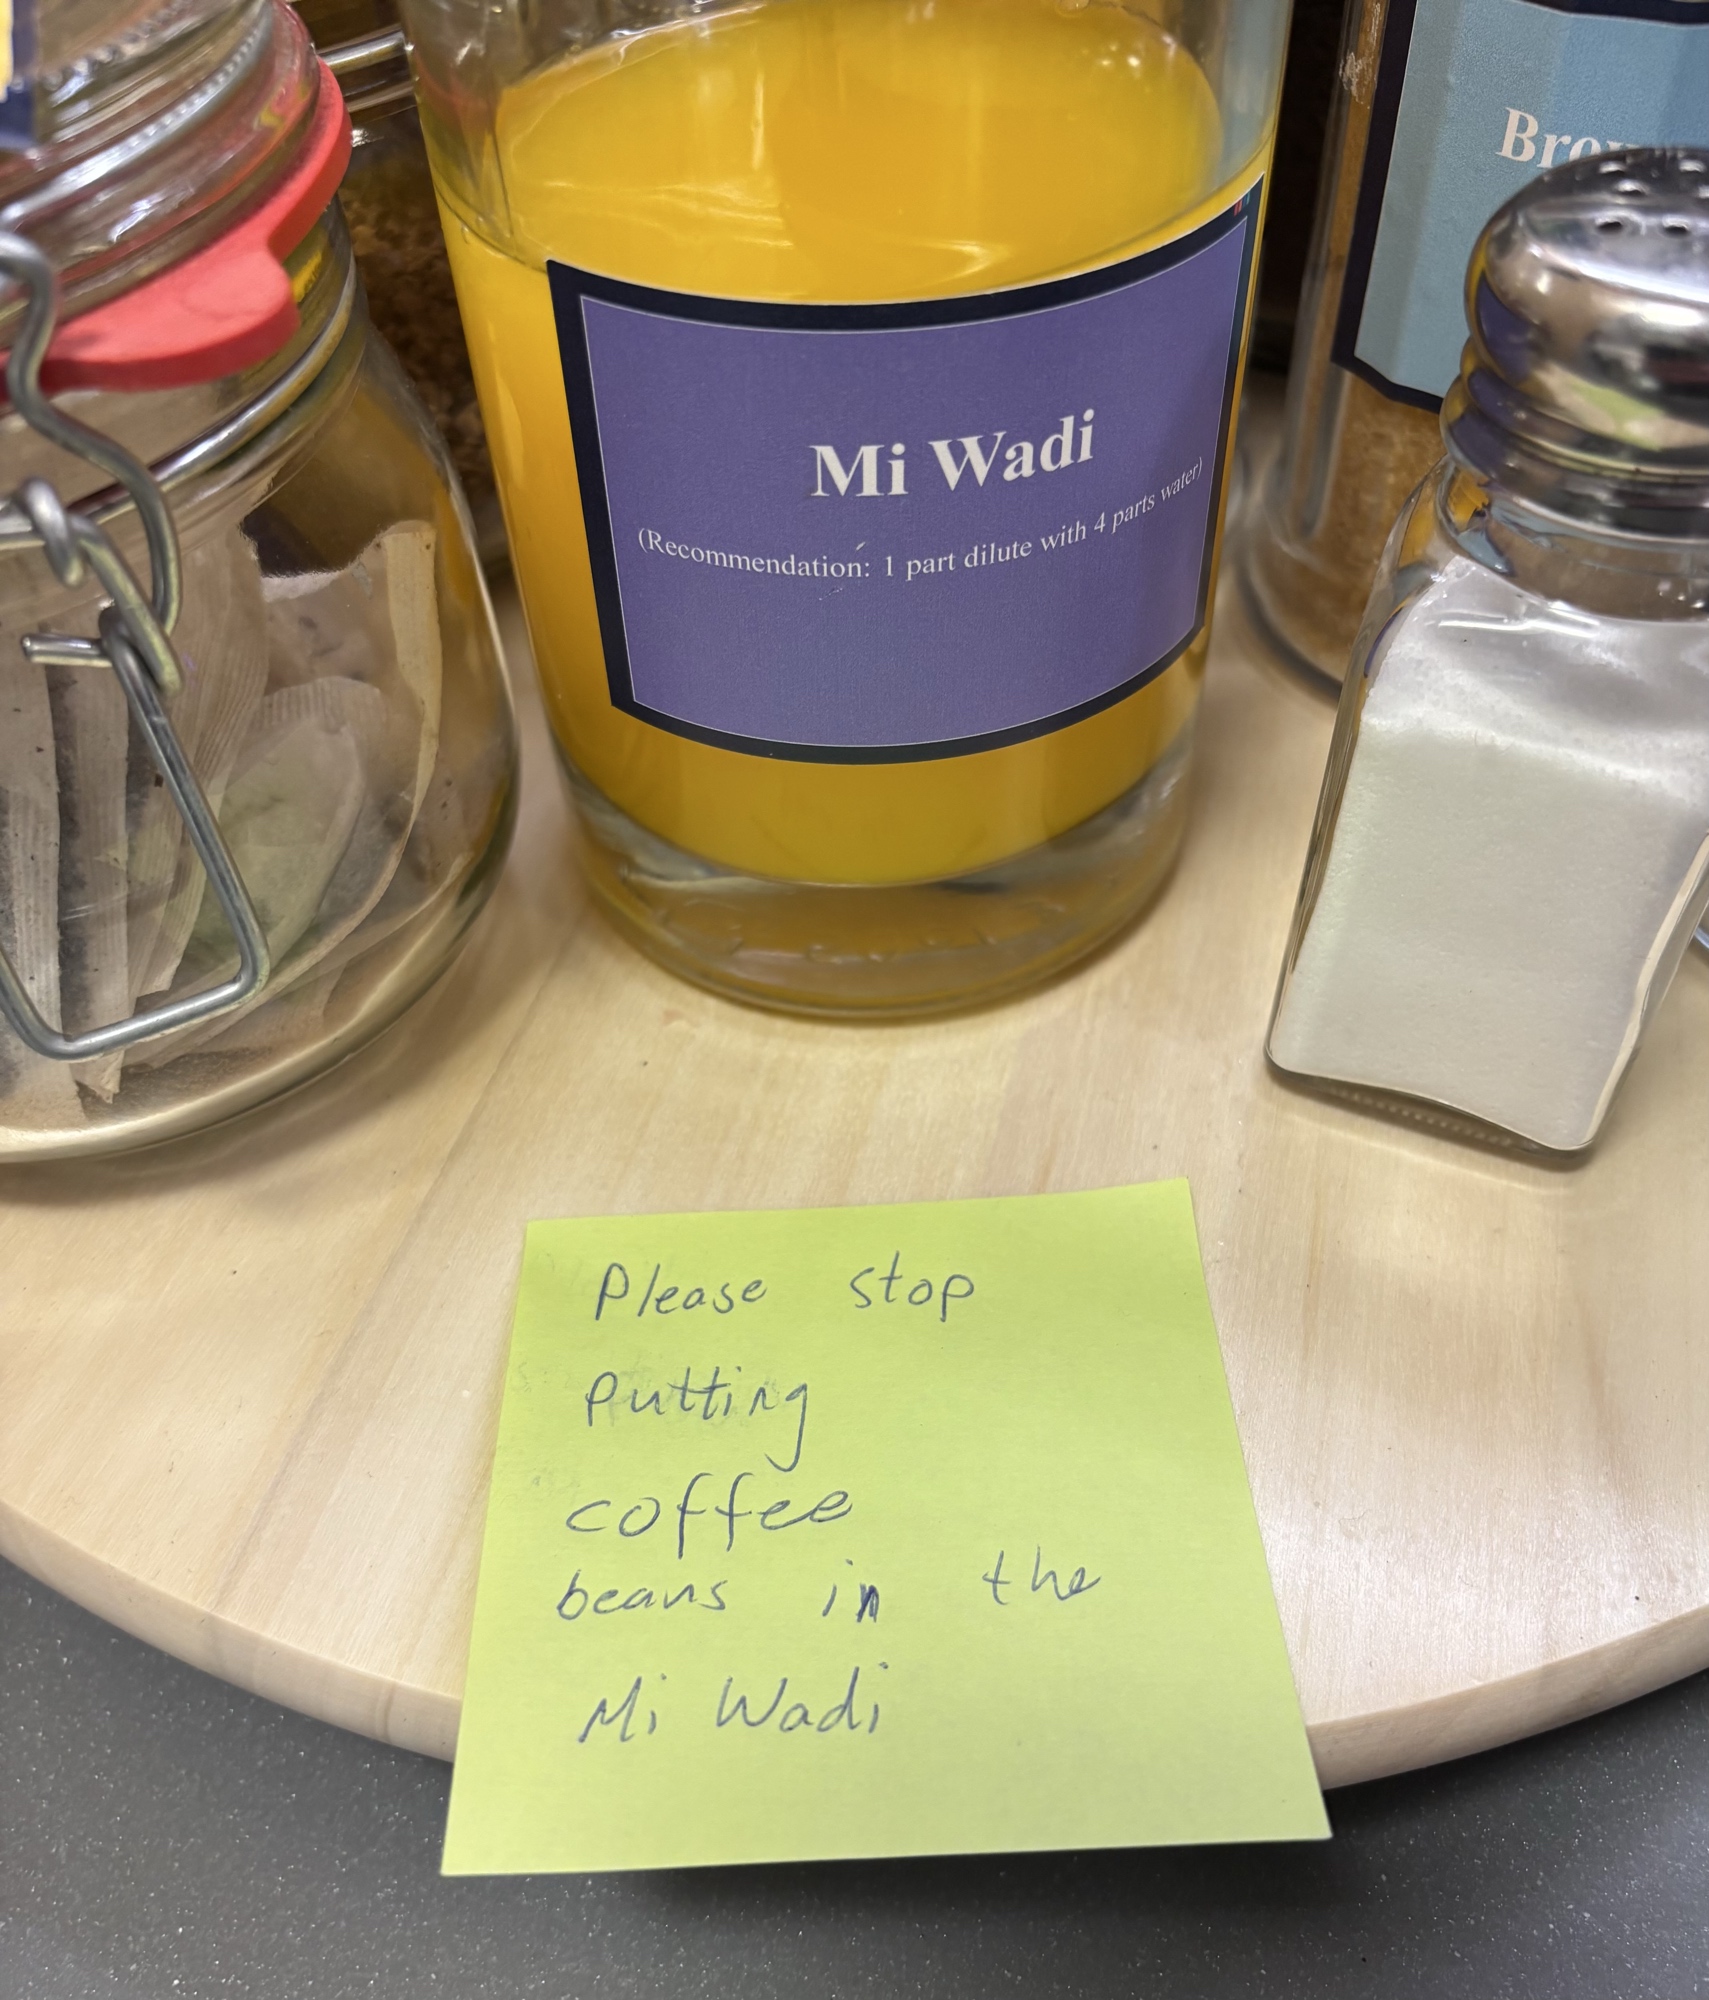 Brow
Mi Wadi
(Recommendation: 1 part dilute with 4 parts water)
Please stop
putting
coffee
beans in the
Mi Wadi